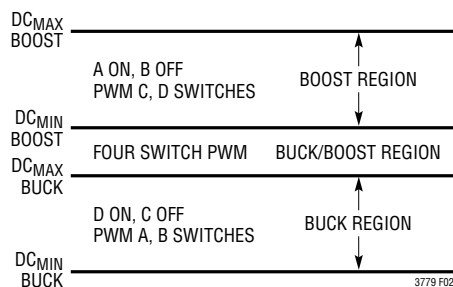 DCMAX
BOOST
A ON, B OFF
PWM C, D SWITCHES
BOOST REGION
DCMIN
BOOST
FOUR SWITCH PWM
BUCK/BOOST REGION
DCMAX
BUCK
D ON, C OFF
PWM A, B SWITCHES
BUCK REGION
DCMIN
BUCK
3779 F02